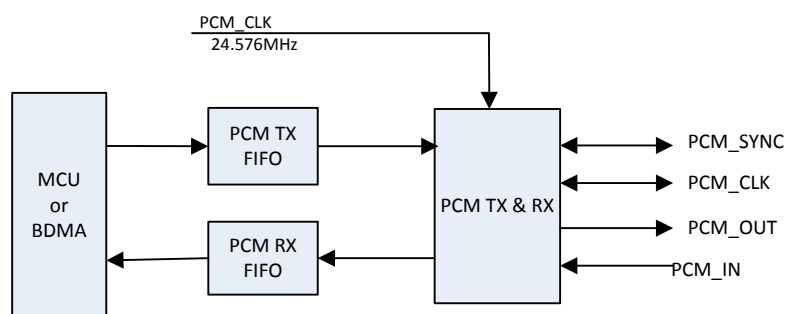 PCM_CLK
24.576MHz
PCM TX
FIFO
PCM_SYNC
MCU
or
BDMA
PCM_CLK
PCM TX & RX
PCM_OUT
PCM RX
FIFO
PCM_IN